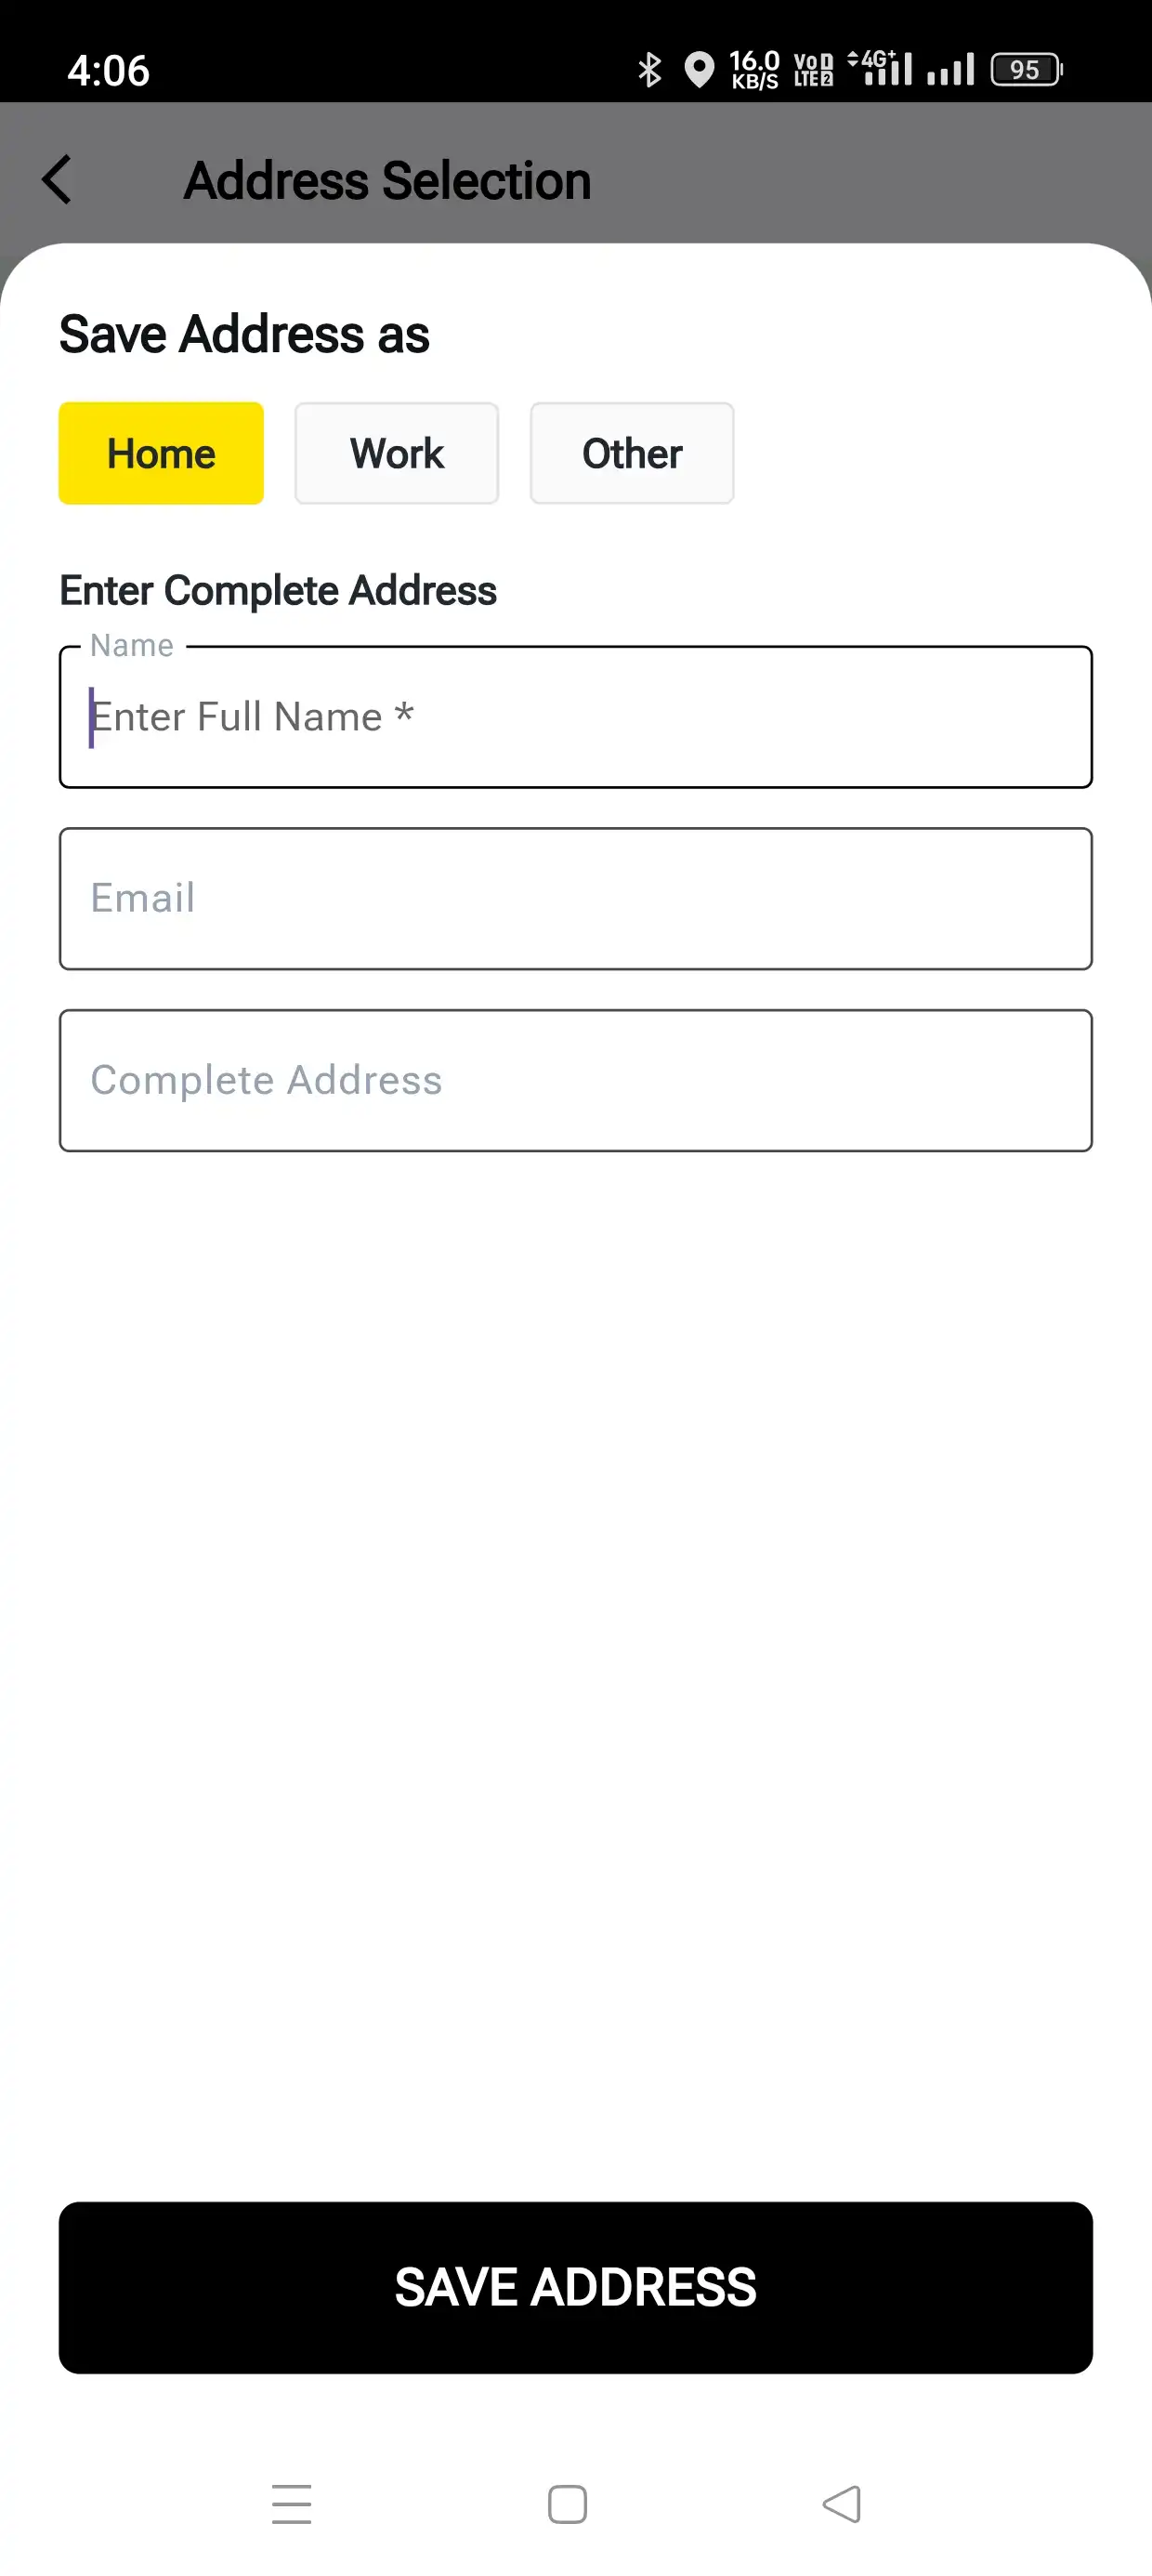 4:06
16.0
KB/S
VoD
LTE 2
4G+
95
Address Selection
Save Address as
Home
Work
Other
Enter Complete Address
Name
Enter Full Name *
Email
Complete Address
SAVE ADDRESS